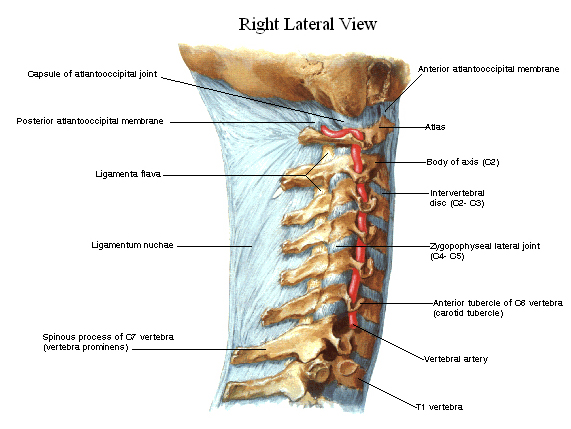 Right Lateral View
Capsule of atlantooccipital joint
Anterior atlantooccipital membrane
Posterior atlantooccipital membrane
Atlas
Body of axis (C2)
Ligamenta flava
Intervertebral
disc (C2- C3)
Ligamentum nuchae
Zygopophyseal lateral joint
(C4- C5)
Anterior tubercle of C6 vertebra
(carotid tubercle)
Spinous process of C7 vertebra
(vertebra prominens)
Vertebral artery
T1 vertebra